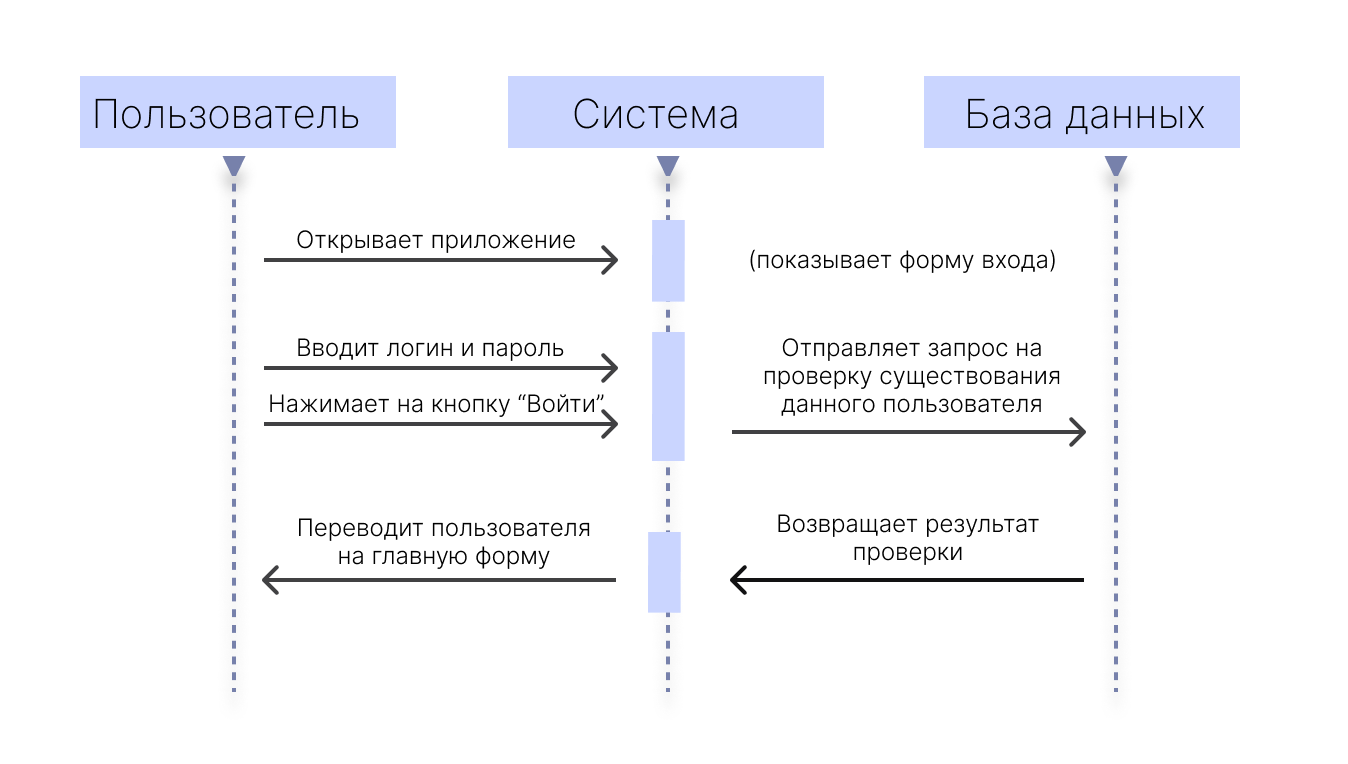 Пользователь
Система
База данных
Открывает приложение
(показывает форму входа)
Вводит логин и пароль
Нажимает на кнопку “Войти”
Отправляет запрос на
проверку существования
данного пользователя
Переводит пользователя
на главную форму
Возвращает результат
проверки